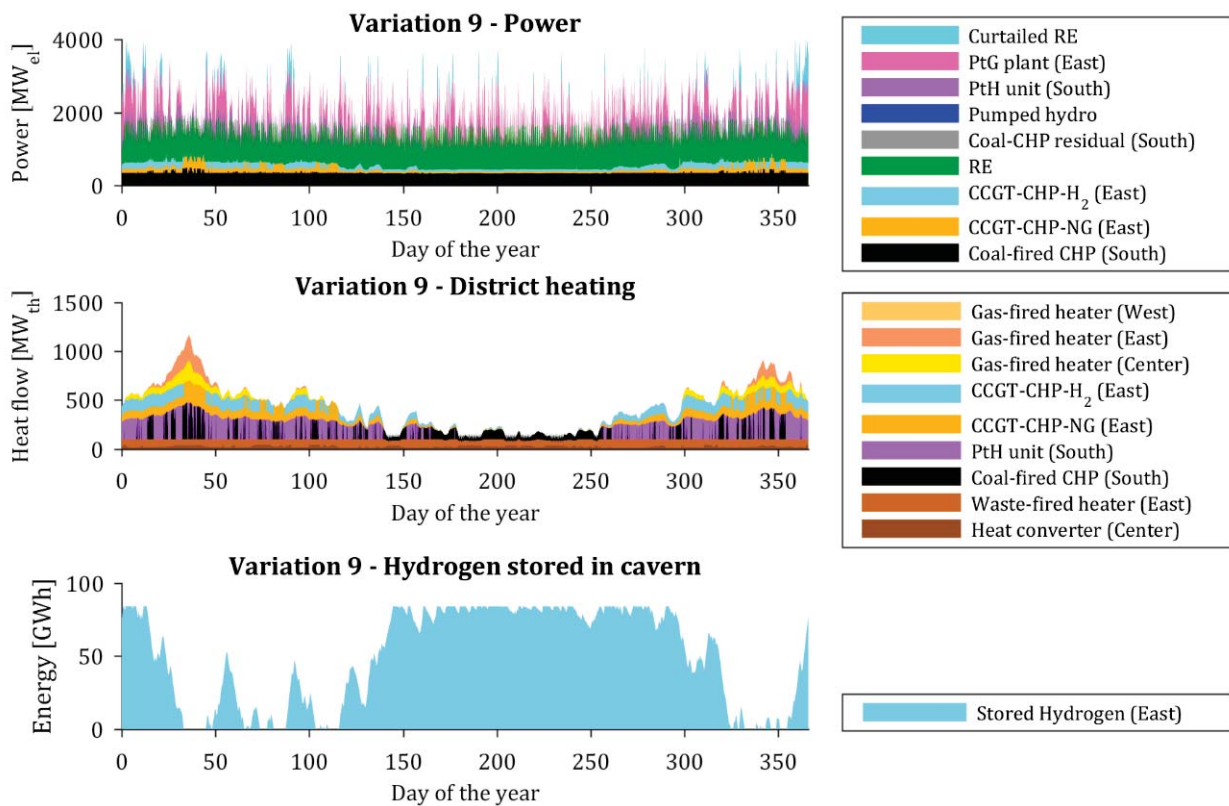 Variation 9 - Power
Power [MWel]
4000
2000
0
0 50 100 150 200 250 300 350
Day of the year
Curtailed RE
PtG plant (East)
PtH unit (South)
Pumped hydro
Coal-CHP residual (South)
RE
CCGT-CHP-H2 (East)
CCGT-CHP-NG (East)
Coal-fired CHP (South)
Variation 9 - District heating
Heat flow [MWth]
1500
1000
500
0
0 50 100 150 200 250 300 350
Day of the year
Gas-fired heater (West)
Gas-fired heater (East)
Gas-fired heater (Center)
CCGT-CHP-H2 (East)
CCGT-CHP-NG (East)
PtH unit (South)
Coal-fired CHP (South)
Waste-fired heater (East)
Heat converter (Center)
Variation 9 - Hydrogen stored in cavern
Energy [GWh]
100
50
0
0 50 100 150 200 250 300 350
Day of the year
Stored Hydrogen (East)